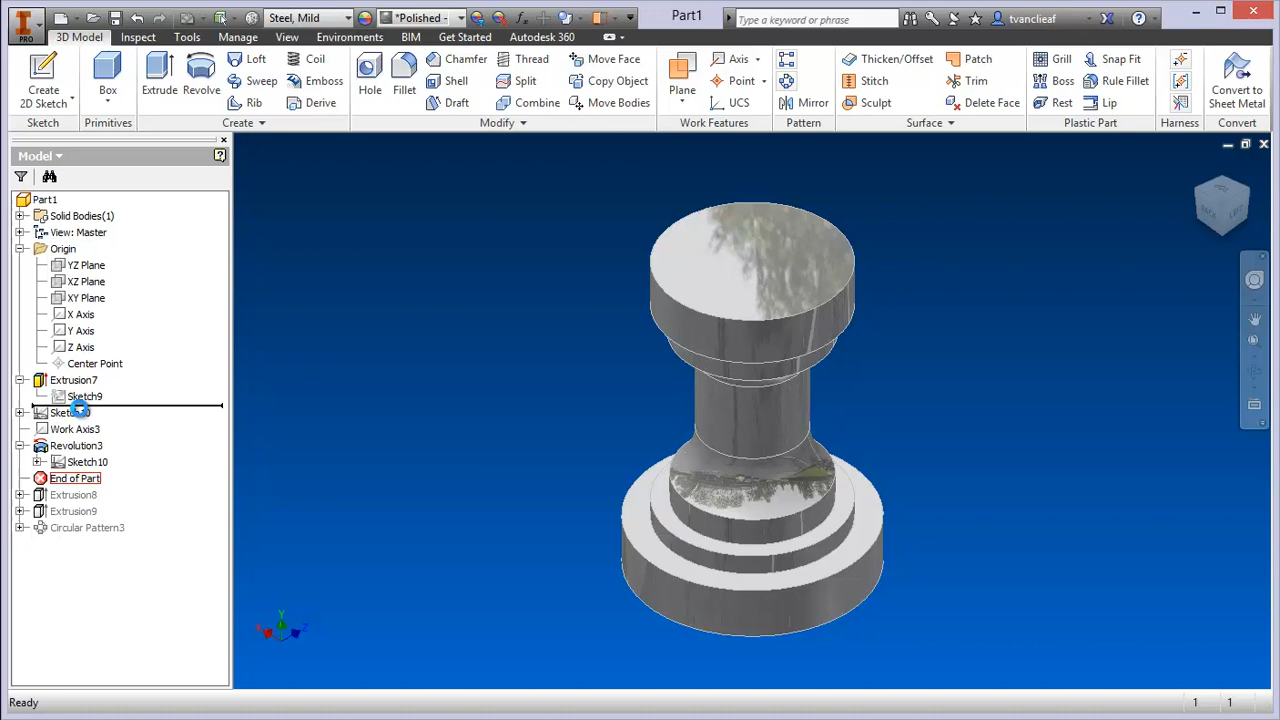 PRO
Steel, Mild
*Polished -
fx
Part1
Type a keyword or phrase
tvanclieaf
3D Model
Inspect
Tools
Manage
View
Environments
BIM
Get Started
Autodesk 360
Create
2D Sketch
Sketch
Box
Primitives
Extrude
Revolve
Loft
Sweep
Rib
Coil
Emboss
Derive
Create
Hole
Fillet
Chamfer
Shell
Draft
Thread
Split
Combine
Move Face
Copy Object
Move Bodies
Modify
Plane
Axis
Point
UCS
Work Features
Mirror
Pattern
Thicken/Offset
Stitch
Sculpt
Patch
Trim
Delete Face
Surface
Grill
Boss
Rest
Snap Fit
Rule Fillet
Lip
Plastic Part
Harness
Convert to
Sheet Metal
Convert
Model
Part1
Solid Bodies(1)
View: Master
Origin
YZ Plane
XZ Plane
XY Plane
X Axis
Y Axis
Z Axis
Center Point
Extrusion7
Sketch9
Work Axis3
Revolution3
Sketch10
End of Part
Extrusion8
Extrusion9
Circular Pattern3
BACK
LEFT
Y
X
Z
Ready
1
1